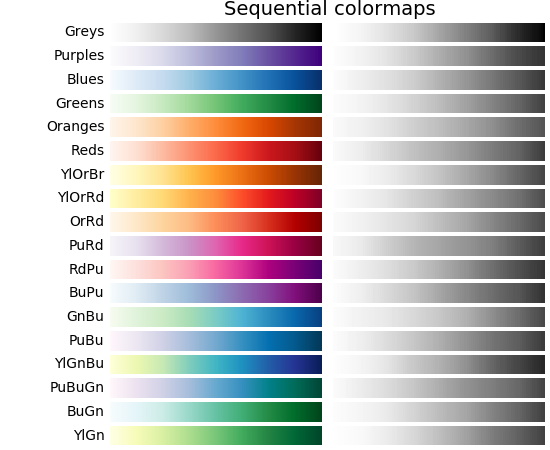 Sequential colormaps
Greys
Purples
Blues
Greens
Oranges
Reds
YlOrBr
YlOrRd
OrRd
PuRd
RdPu
BuPu
GnBu
PuBu
YlGnBu
PuBuGn
BuGn
YlGn